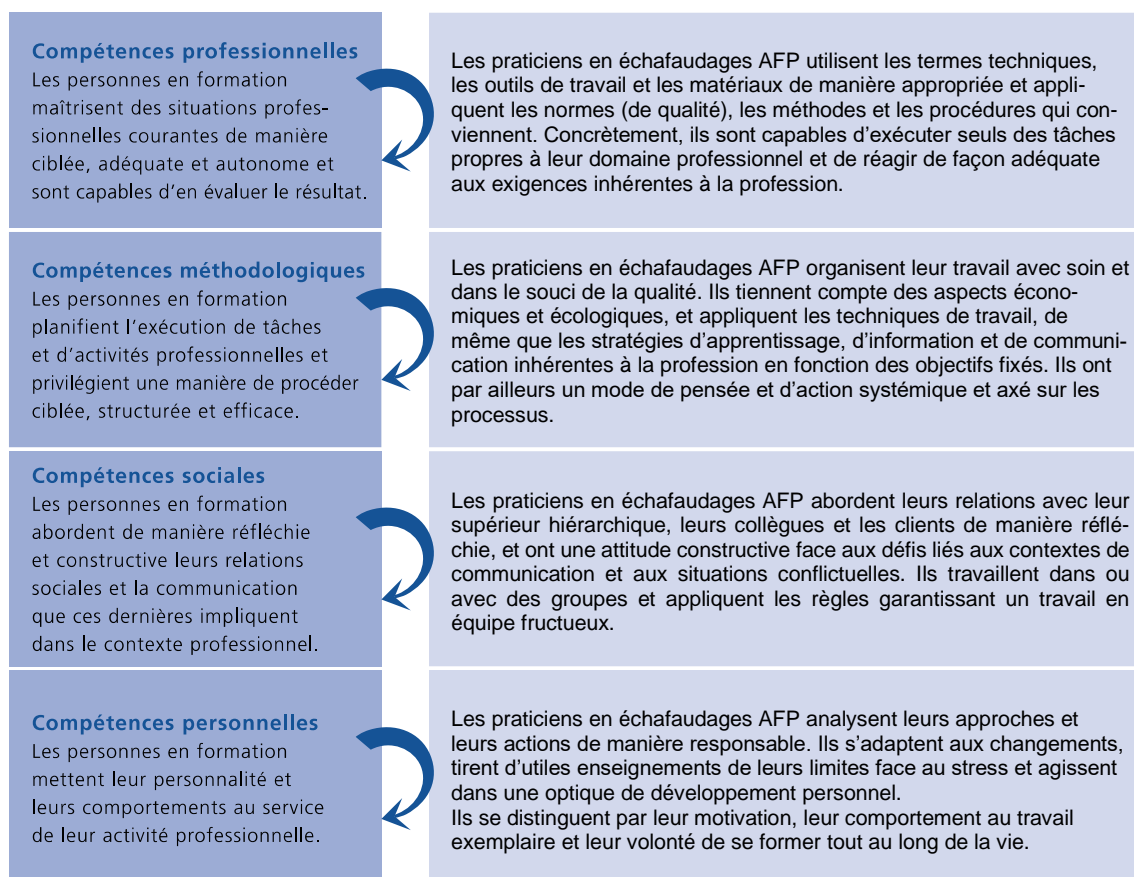 Compétences professionnelles
Les personnes en formation
maîtrisent des situations profes-
sionnelles courantes de manière
ciblée, adéquate et autonome et
sont capables d'en évaluer le résultat.
Les praticiens en échafaudages AFP utilisent les termes techniques,
les outils de travail et les matériaux de manière appropriée et appli-
quent les normes (de qualité), les méthodes et les procédures qui con-
viennent. Concrètement, ils sont capables d'exécuter seuls des tâches
propres à leur domaine professionnel et de réagir de façon adéquate
aux exigences inhérentes à la profession.
Compétences méthodologiques
Les personnes en formation
planifient l'exécution de tâches
et d'activités professionnelles et
privilégient une manière de procéder
ciblée, structurée et efficace.
Les praticiens en échafaudages AFP organisent leur travail avec soin et
dans le souci de la qualité. Ils tiennent compte des aspects écono-
miques et écologiques, et appliquent les techniques de travail, de
même que les stratégies d'apprentissage, d'information et de communi-
cation inhérentes à la profession en fonction des objectifs fixés. Ils ont
par ailleurs un mode de pensée et d'action systémique et axé sur les
processus.
Compétences sociales
Les personnes en formation
abordent de manière réfléchie
et constructive leurs relations
sociales et la communication
que ces dernières impliquent
dans le contexte professionnel.
Les praticiens en échafaudages AFP abordent leurs relations avec leur
supérieur hiérarchique, leurs collègues et les clients de manière réflé-
chie, et ont une attitude constructive face aux défis liés aux contextes de
communication et aux situations conflictuelles. Ils travaillent dans ou
avec des groupes et appliquent les règles garantissant un travail en
équipe fructueux.
Compétences personnelles
Les personnes en formation
mettent leur personnalité et
leurs comportements au service
de leur activité professionnelle.
Les praticiens en échafaudages AFP analysent leurs approches et
leurs actions de manière responsable. Ils s'adaptent aux changements,
tirent d'utiles enseignements de leurs limites face au stress et agissent
dans une optique de développement personnel.
Ils se distinguent par leur motivation, leur comportement au travail
exemplaire et leur volonté de se former tout au long de la vie.